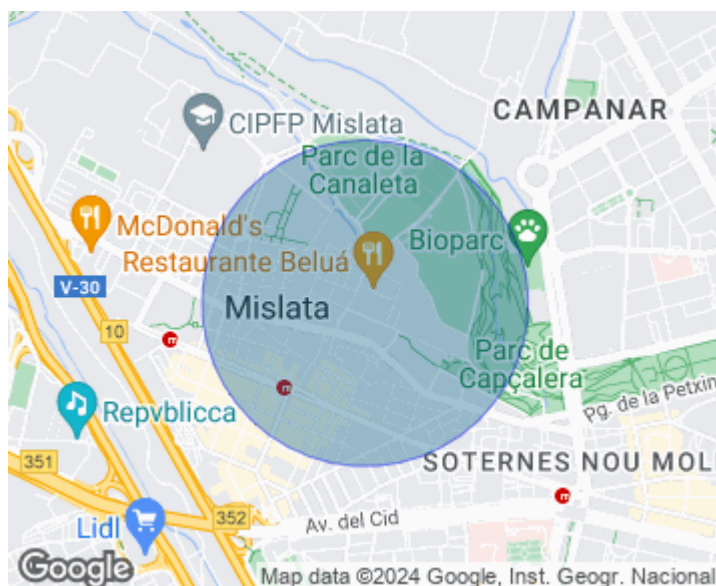 CAMPANAR
CIPFP Mislata
Parc de la
Canaleta
McDonald's
Bioparc
Restaurante Beluá
V-30
Mislata
10
m
Parc de
Capçalera
m
Pg. de la Petxin
Repvblicca
351
SOTERNES NOU MOL
352
m
Av. del Cid
Lidl
Google
Map data ©2024 Google, Inst. Geogr. Nacional